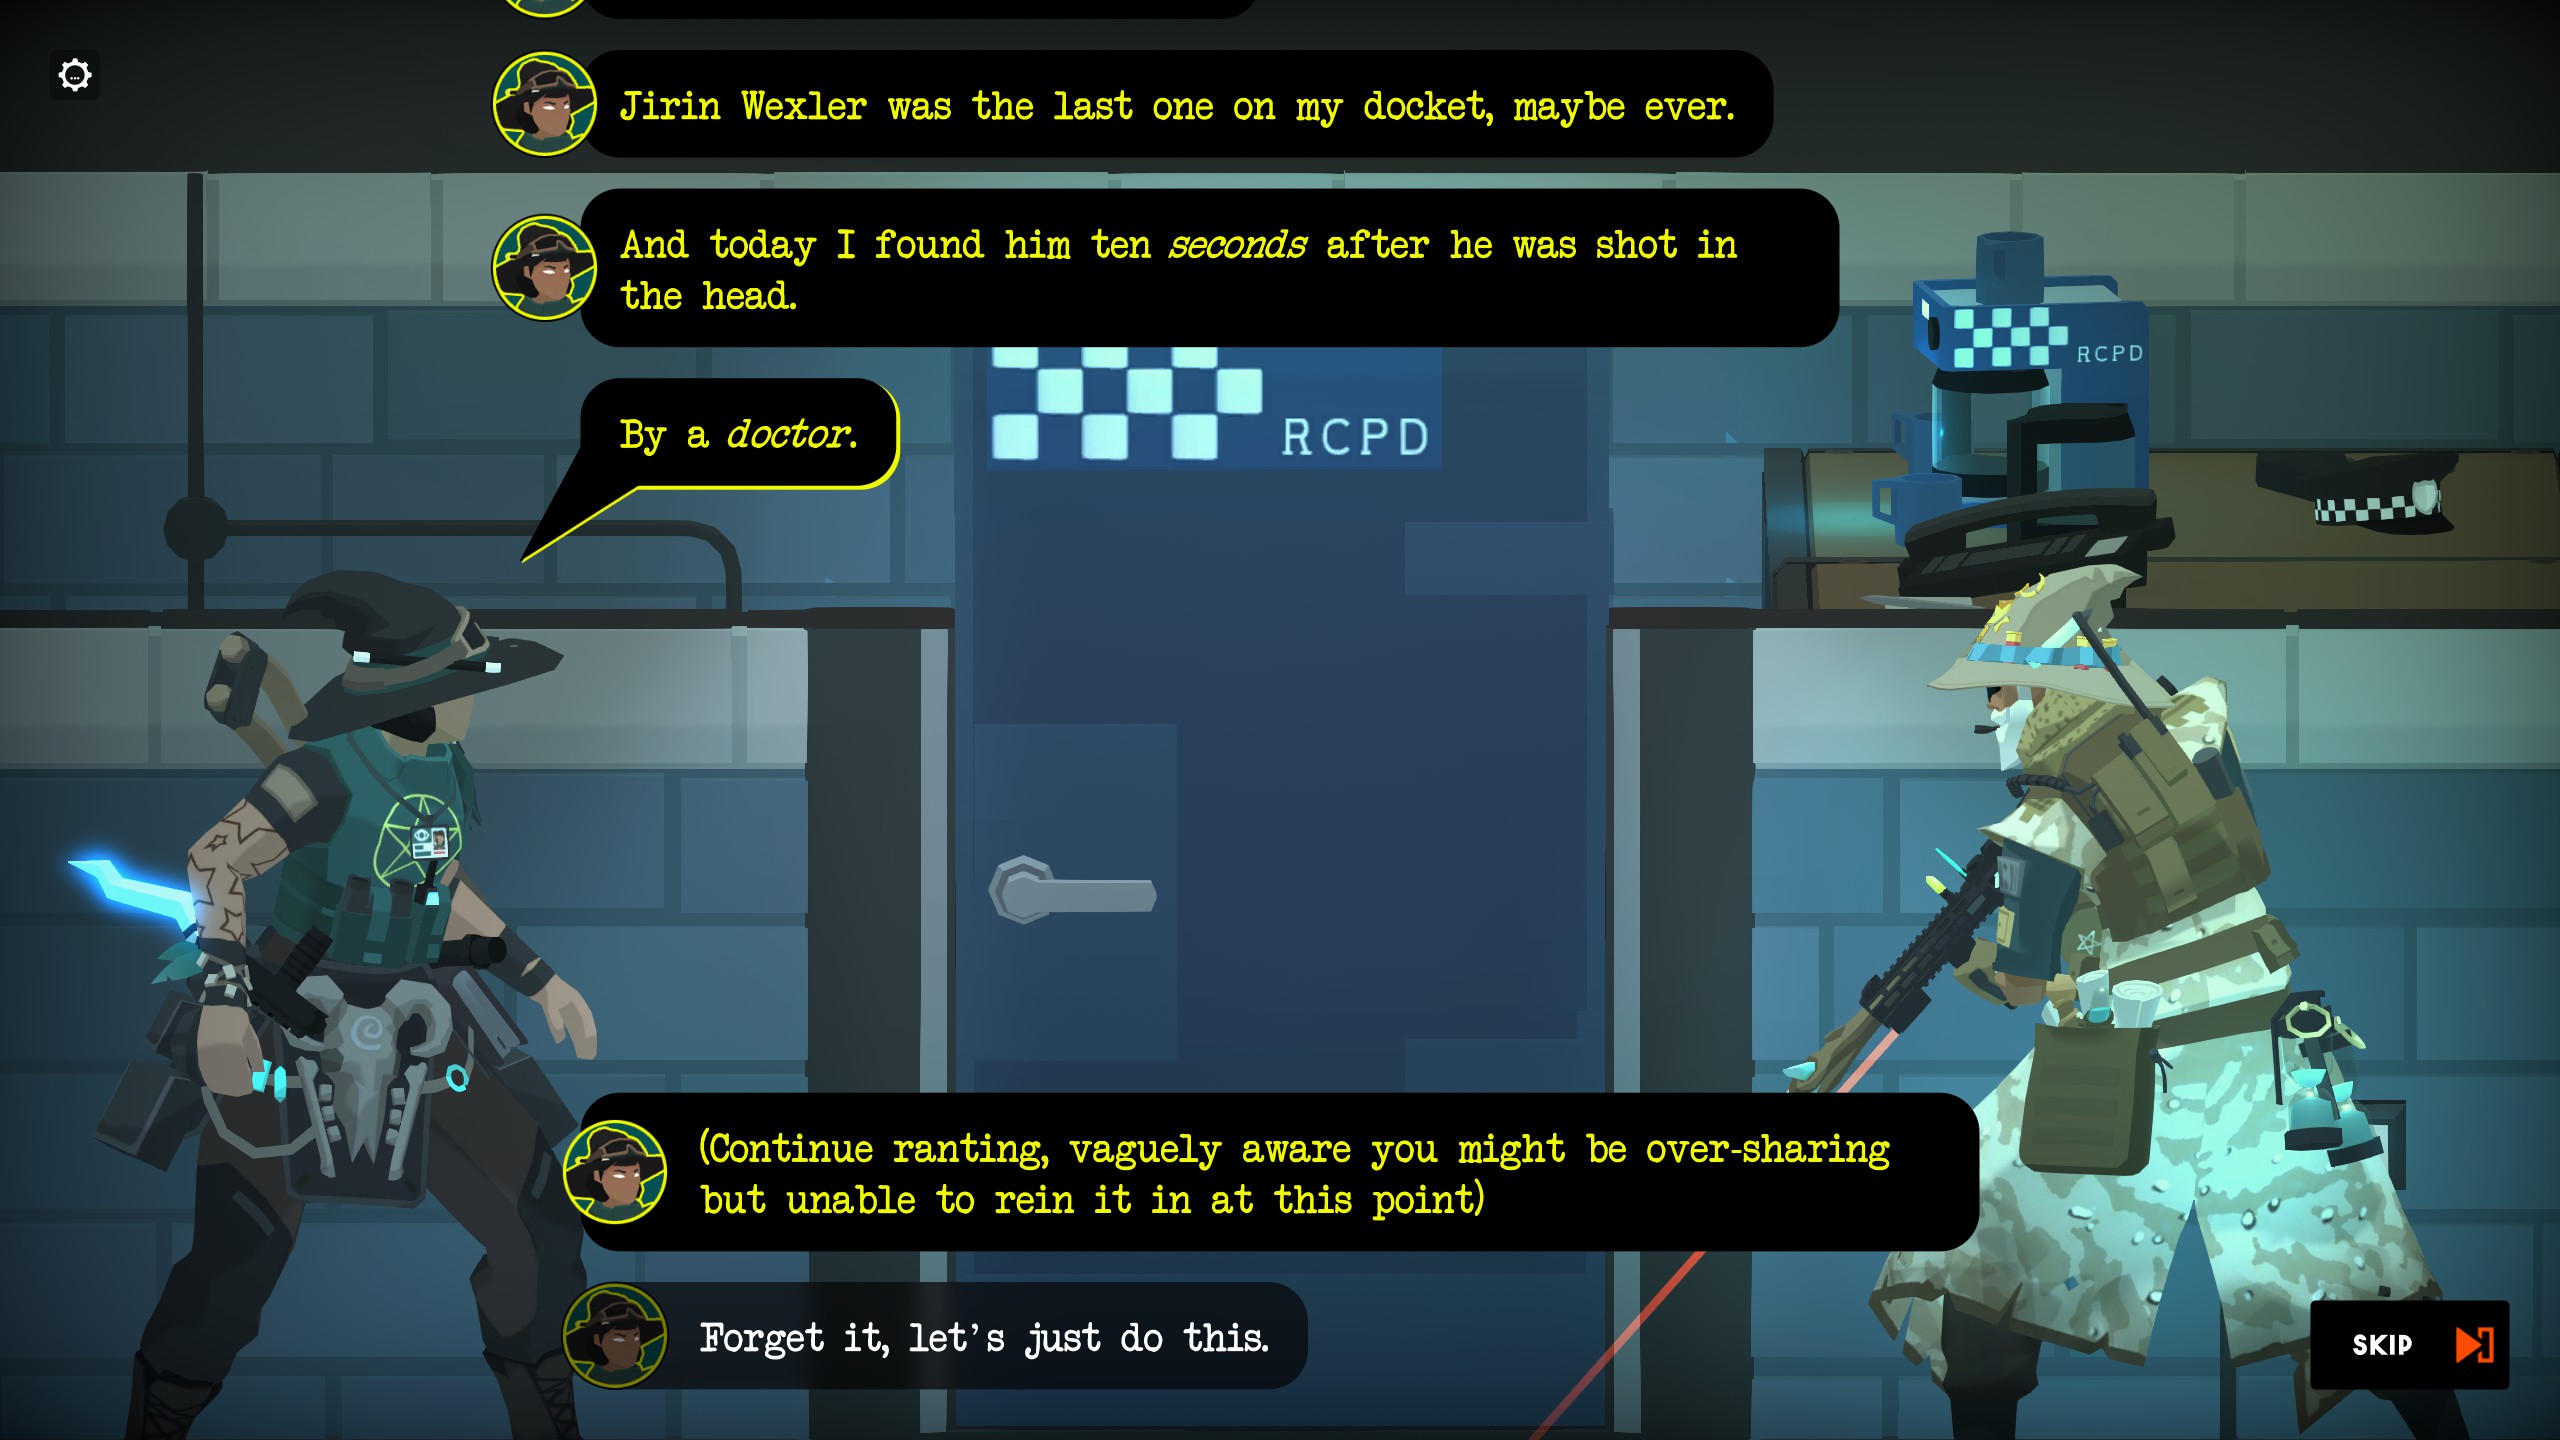 Jirin Wexler was the last one on my docket, maybe ever.
And today I found him ten seconds after he was shot in
the head.
By a doctor.
RCPD
RCPD
(Continue ranting, vaguely aware you might be over-sharing
but unable to rein it in at this point)
Forget it, let's just do this.
SKIP